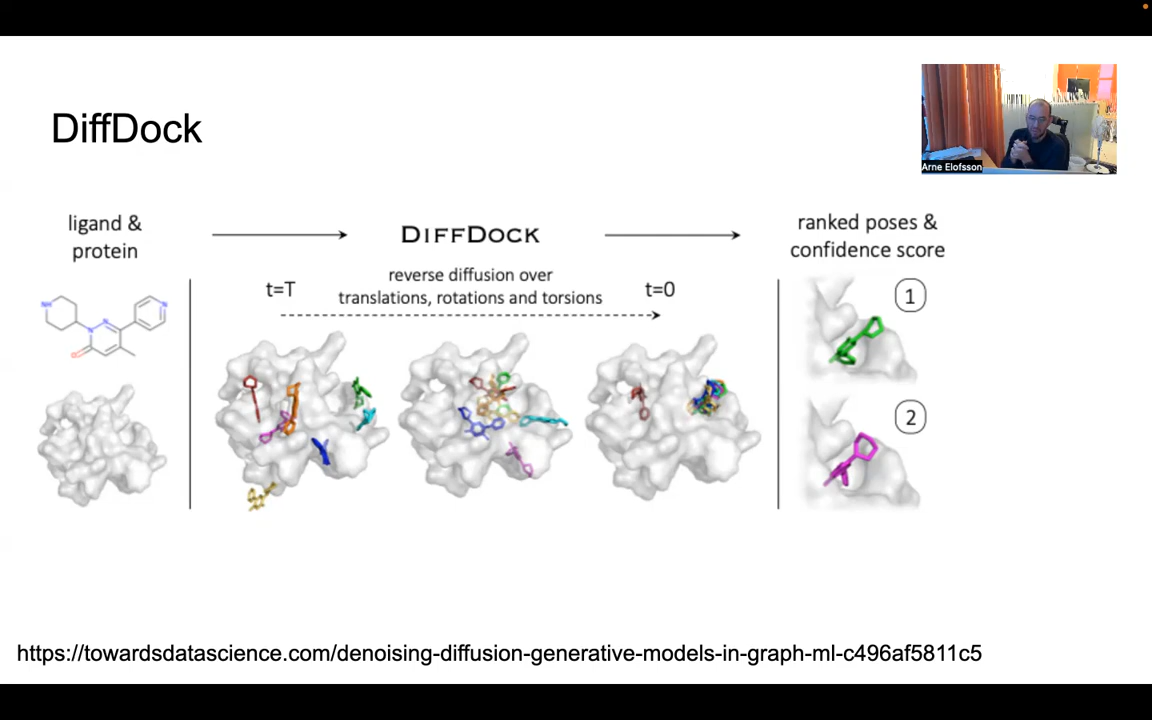 DiffDock
Arne Elofsson
ligand &
protein
DIFFDOCK
ranked poses &
confidence score
t=T
reverse diffusion over
translations, rotations and torsions
t=0
NH
N
N
N
O
1
2
https://towardsdatascience.com/denoising-diffusion-generative-models-in-graph-ml-c496af5811c5